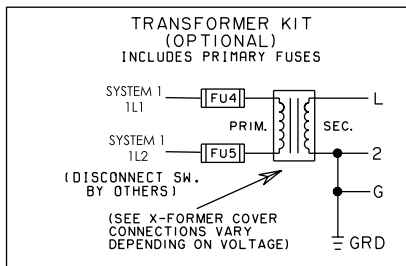 TRANSFORMER KIT
(OPTIONAL)
INCLUDES PRIMARY FUSES
SYSTEM 1
1L1
FU4
L
PRIM.
SEC.
SYSTEM 1
1L2
FU5
2
(DISCONNECT SW.
BY OTHERS)
G
(SEE X-FORMER COVER
CONNECTIONS VARY
DEPENDING ON VOLTAGE)
GRD